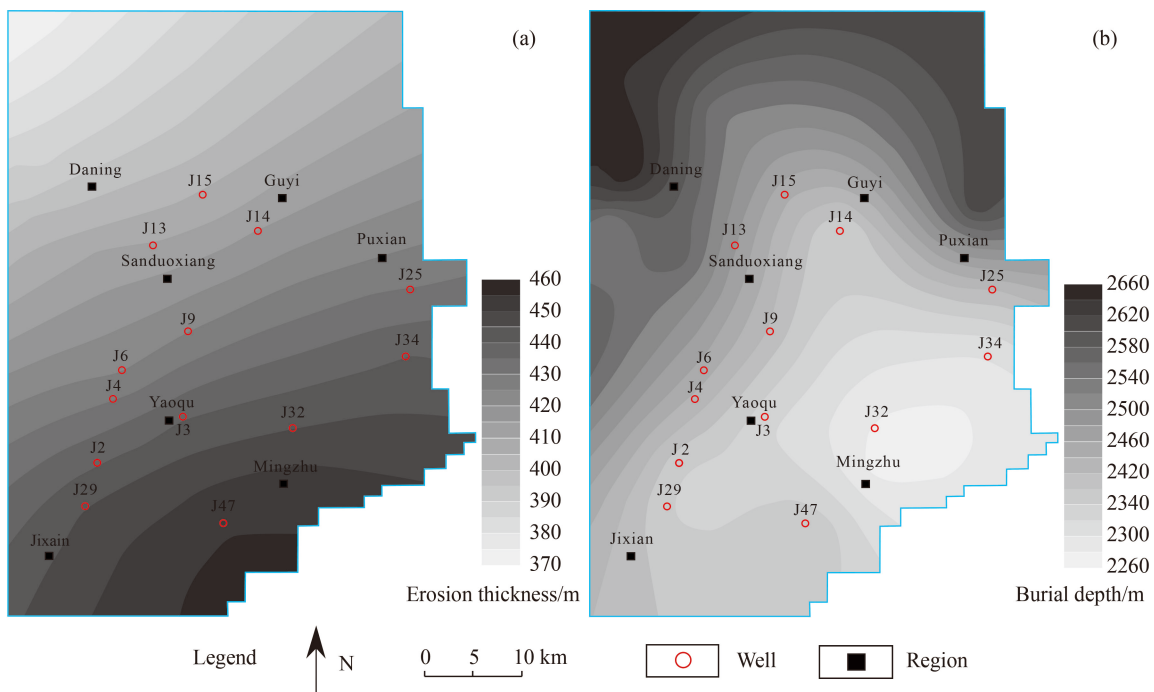 (a)
Daning
J15
Guyi
J14
J13
Puxian
Sanduoxiang
J25
J9
J34
J6
J4
Yaoqu
J3
J32
J2
Mingzhu
J29
J47
Jixain
460
450
440
430
420
410
400
390
380
370
Erosion thickness/m
(b)
Daning
J15
Guyi
J14
J13
Puxian
Sanduoxiang
J25
J9
J34
J6
J4
Yaoqu
J3
J32
J2
Mingzhu
J29
J47
Jixian
2660
2620
2580
2540
2500
2460
2420
2340
2300
2260
Burial depth/m
Legend
N
0 5 10 km
Well
Region